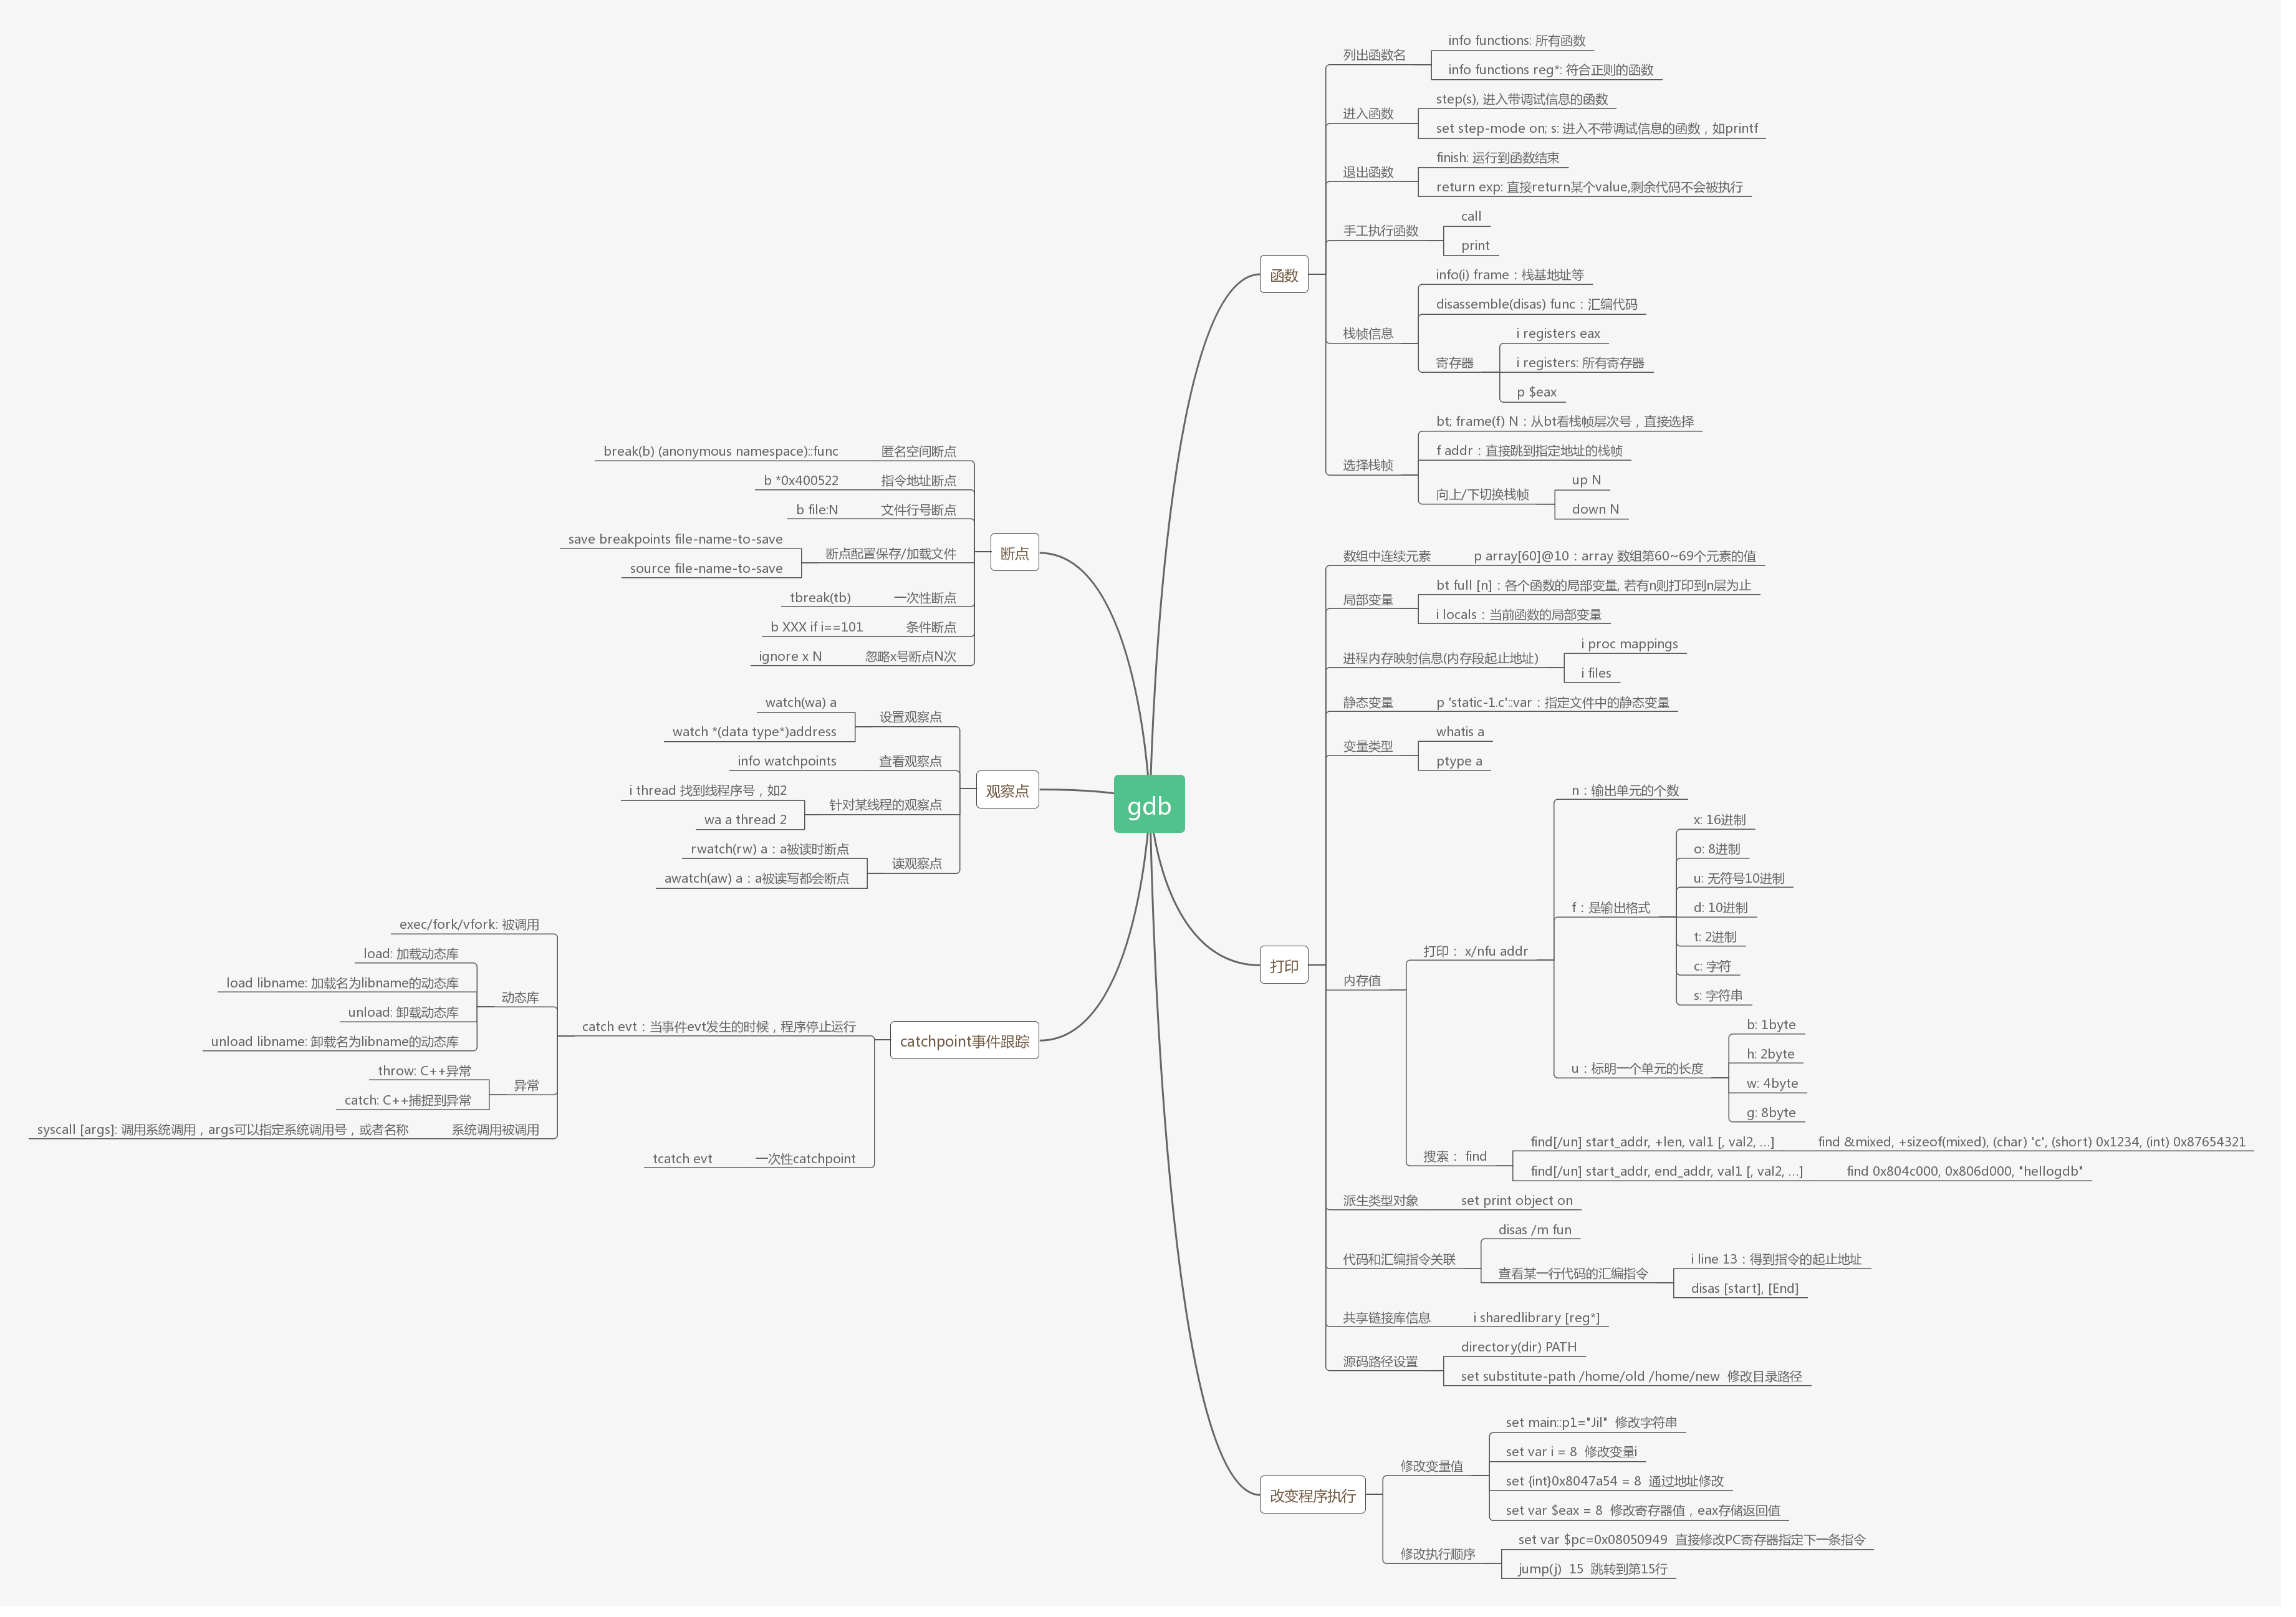 gdb
函数
列出函数名
info functions: 所有函数
info functions reg*: 符合正则的函数
进入函数
step(s), 进入带调试信息的函数
set step-mode on; s: 进入不带调试信息的函数，如printf
退出函数
finish: 运行到函数结束
return exp: 直接return某个value,剩余代码不会被执行
手工执行函数
call
print
栈帧信息
info(i) frame：栈基地址等
disassemble(disas) func：汇编代码
寄存器
i registers eax
i registers: 所有寄存器
p $eax
选择栈帧
bt; frame(f) N：从bt看栈帧层次号，直接选择
f addr：直接跳到指定地址的栈帧
向上/下切换栈帧
up N
down N
打印
数组中连续元素
p array[60]@10：array 数组第60~69个元素的值
局部变量
bt full [n]：各个函数的局部变量, 若有n则打印到n层为止
i locals：当前函数的局部变量
进程内存映射信息(内存段起止地址)
i proc mappings
i files
静态变量
p 'static-1.c'::var：指定文件中的静态变量
变量类型
whatis a
ptype a
内存值
打印： x/nfu addr
n：输出单元的个数
f：是输出格式
x: 16进制
o: 8进制
u: 无符号10进制
d: 10进制
t: 2进制
c: 字符
s: 字符串
u：标明一个单元的长度
b: 1byte
h: 2byte
w: 4byte
g: 8byte
搜索： find
find[/un] start_addr, +len, val1 [, val2, …]
find &mixed, +sizeof(mixed), (char) 'c', (short) 0x1234, (int) 0x87654321
find[/un] start_addr, end_addr, val1 [, val2, …]
find 0x804c000, 0x806d000, "hellogdb"
派生类型对象
set print object on
代码和汇编指令关联
disas /m fun
查看某一行代码的汇编指令
i line 13：得到指令的起止地址
disas [start], [End]
共享链接库信息
i sharedlibrary [reg*]
源码路径设置
directory(dir) PATH
set substitute-path /home/old /home/new  修改目录路径
改变程序执行
修改变量值
set main::p1="Jil"  修改字符串
set var i = 8  修改变量i
set {int}0x8047a54 = 8  通过地址修改
set var $eax = 8  修改寄存器值，eax存储返回值
修改执行顺序
set var $pc=0x08050949  直接修改PC寄存器指定下一条指令
jump(j)  15  跳转到第15行
断点
匿名空间断点
break(b) (anonymous namespace)::func
指令地址断点
b *0x400522
文件行号断点
b file:N
断点配置保存/加载文件
save breakpoints file-name-to-save
source file-name-to-save
一次性断点
tbreak(tb)
条件断点
b XXX if i==101
忽略x号断点N次
ignore x N
观察点
设置观察点
watch(wa) a
watch *(data type*)address
查看观察点
info watchpoints
针对某线程的观察点
i thread 找到线程序号，如2
wa a thread 2
读观察点
rwatch(rw) a：a被读时断点
awatch(aw) a：a被读写都会断点
catchpoint事件跟踪
catch evt：当事件evt发生的时候，程序停止运行
exec/fork/vfork: 被调用
动态库
load: 加载动态库
load libname: 加载名为libname的动态库
unload: 卸载动态库
unload libname: 卸载名为libname的动态库
异常
throw: C++异常
catch: C++捕捉到异常
系统调用被调用
syscall [args]: 调用系统调用，args可以指定系统调用号，或者名称
一次性catchpoint
tcatch evt